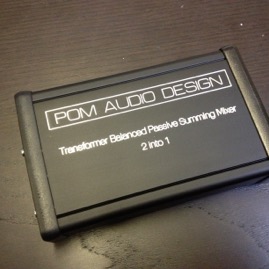 POM AUDIO DESIGN
Transformer Balanced Passive Summing Mixer
2 into 1